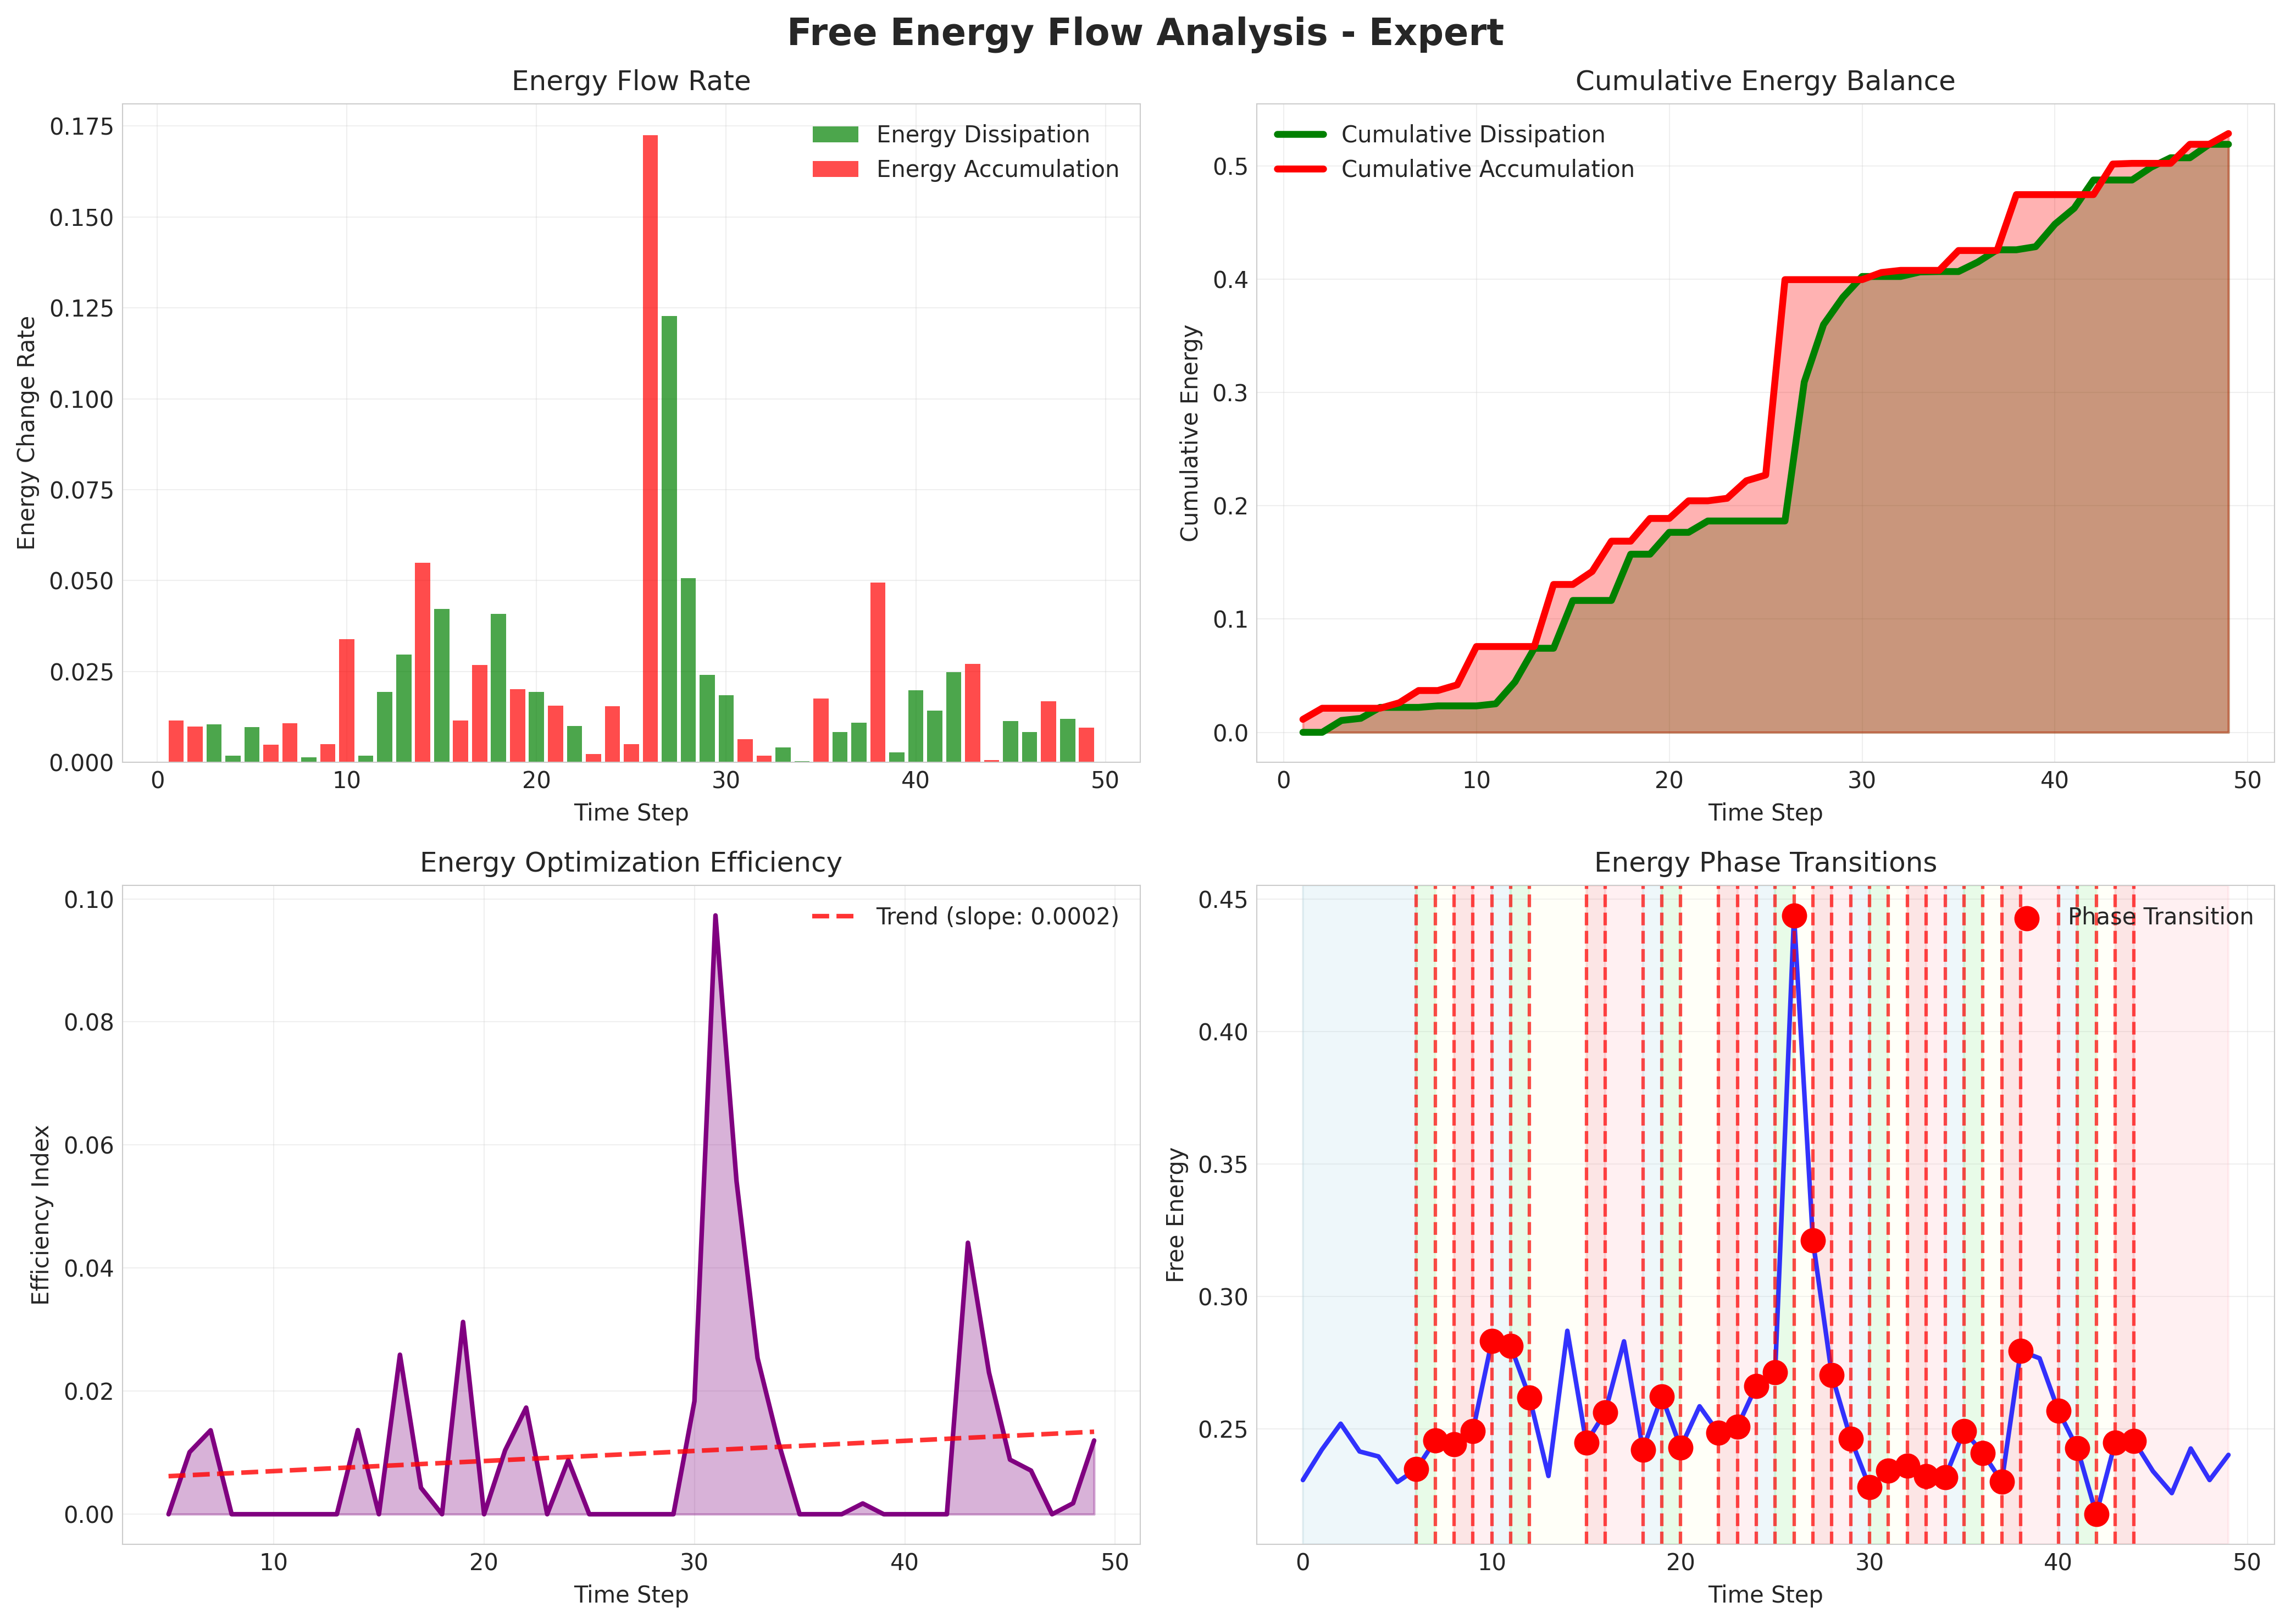 Free Energy Flow Analysis - Expert
Energy Flow Rate
Energy Change Rate
0.175
0.150
0.125
0.100
0.075
0.050
0.025
0.000
Energy Dissipation
Energy Accumulation
0
10
20
30
40
50
Time Step
Cumulative Energy Balance
Cumulative Energy
0.5
0.4
0.3
0.2
0.1
0.0
Cumulative Dissipation
Cumulative Accumulation
0
10
20
30
40
50
Time Step
Energy Optimization Efficiency
Efficiency Index
0.10
0.08
0.06
0.04
0.02
0.00
Trend (slope: 0.0002)
10
20
30
40
50
Time Step
Energy Phase Transitions
Free Energy
0.45
0.40
0.35
0.30
0.25
Phase Transition
0
10
20
30
40
50
Time Step